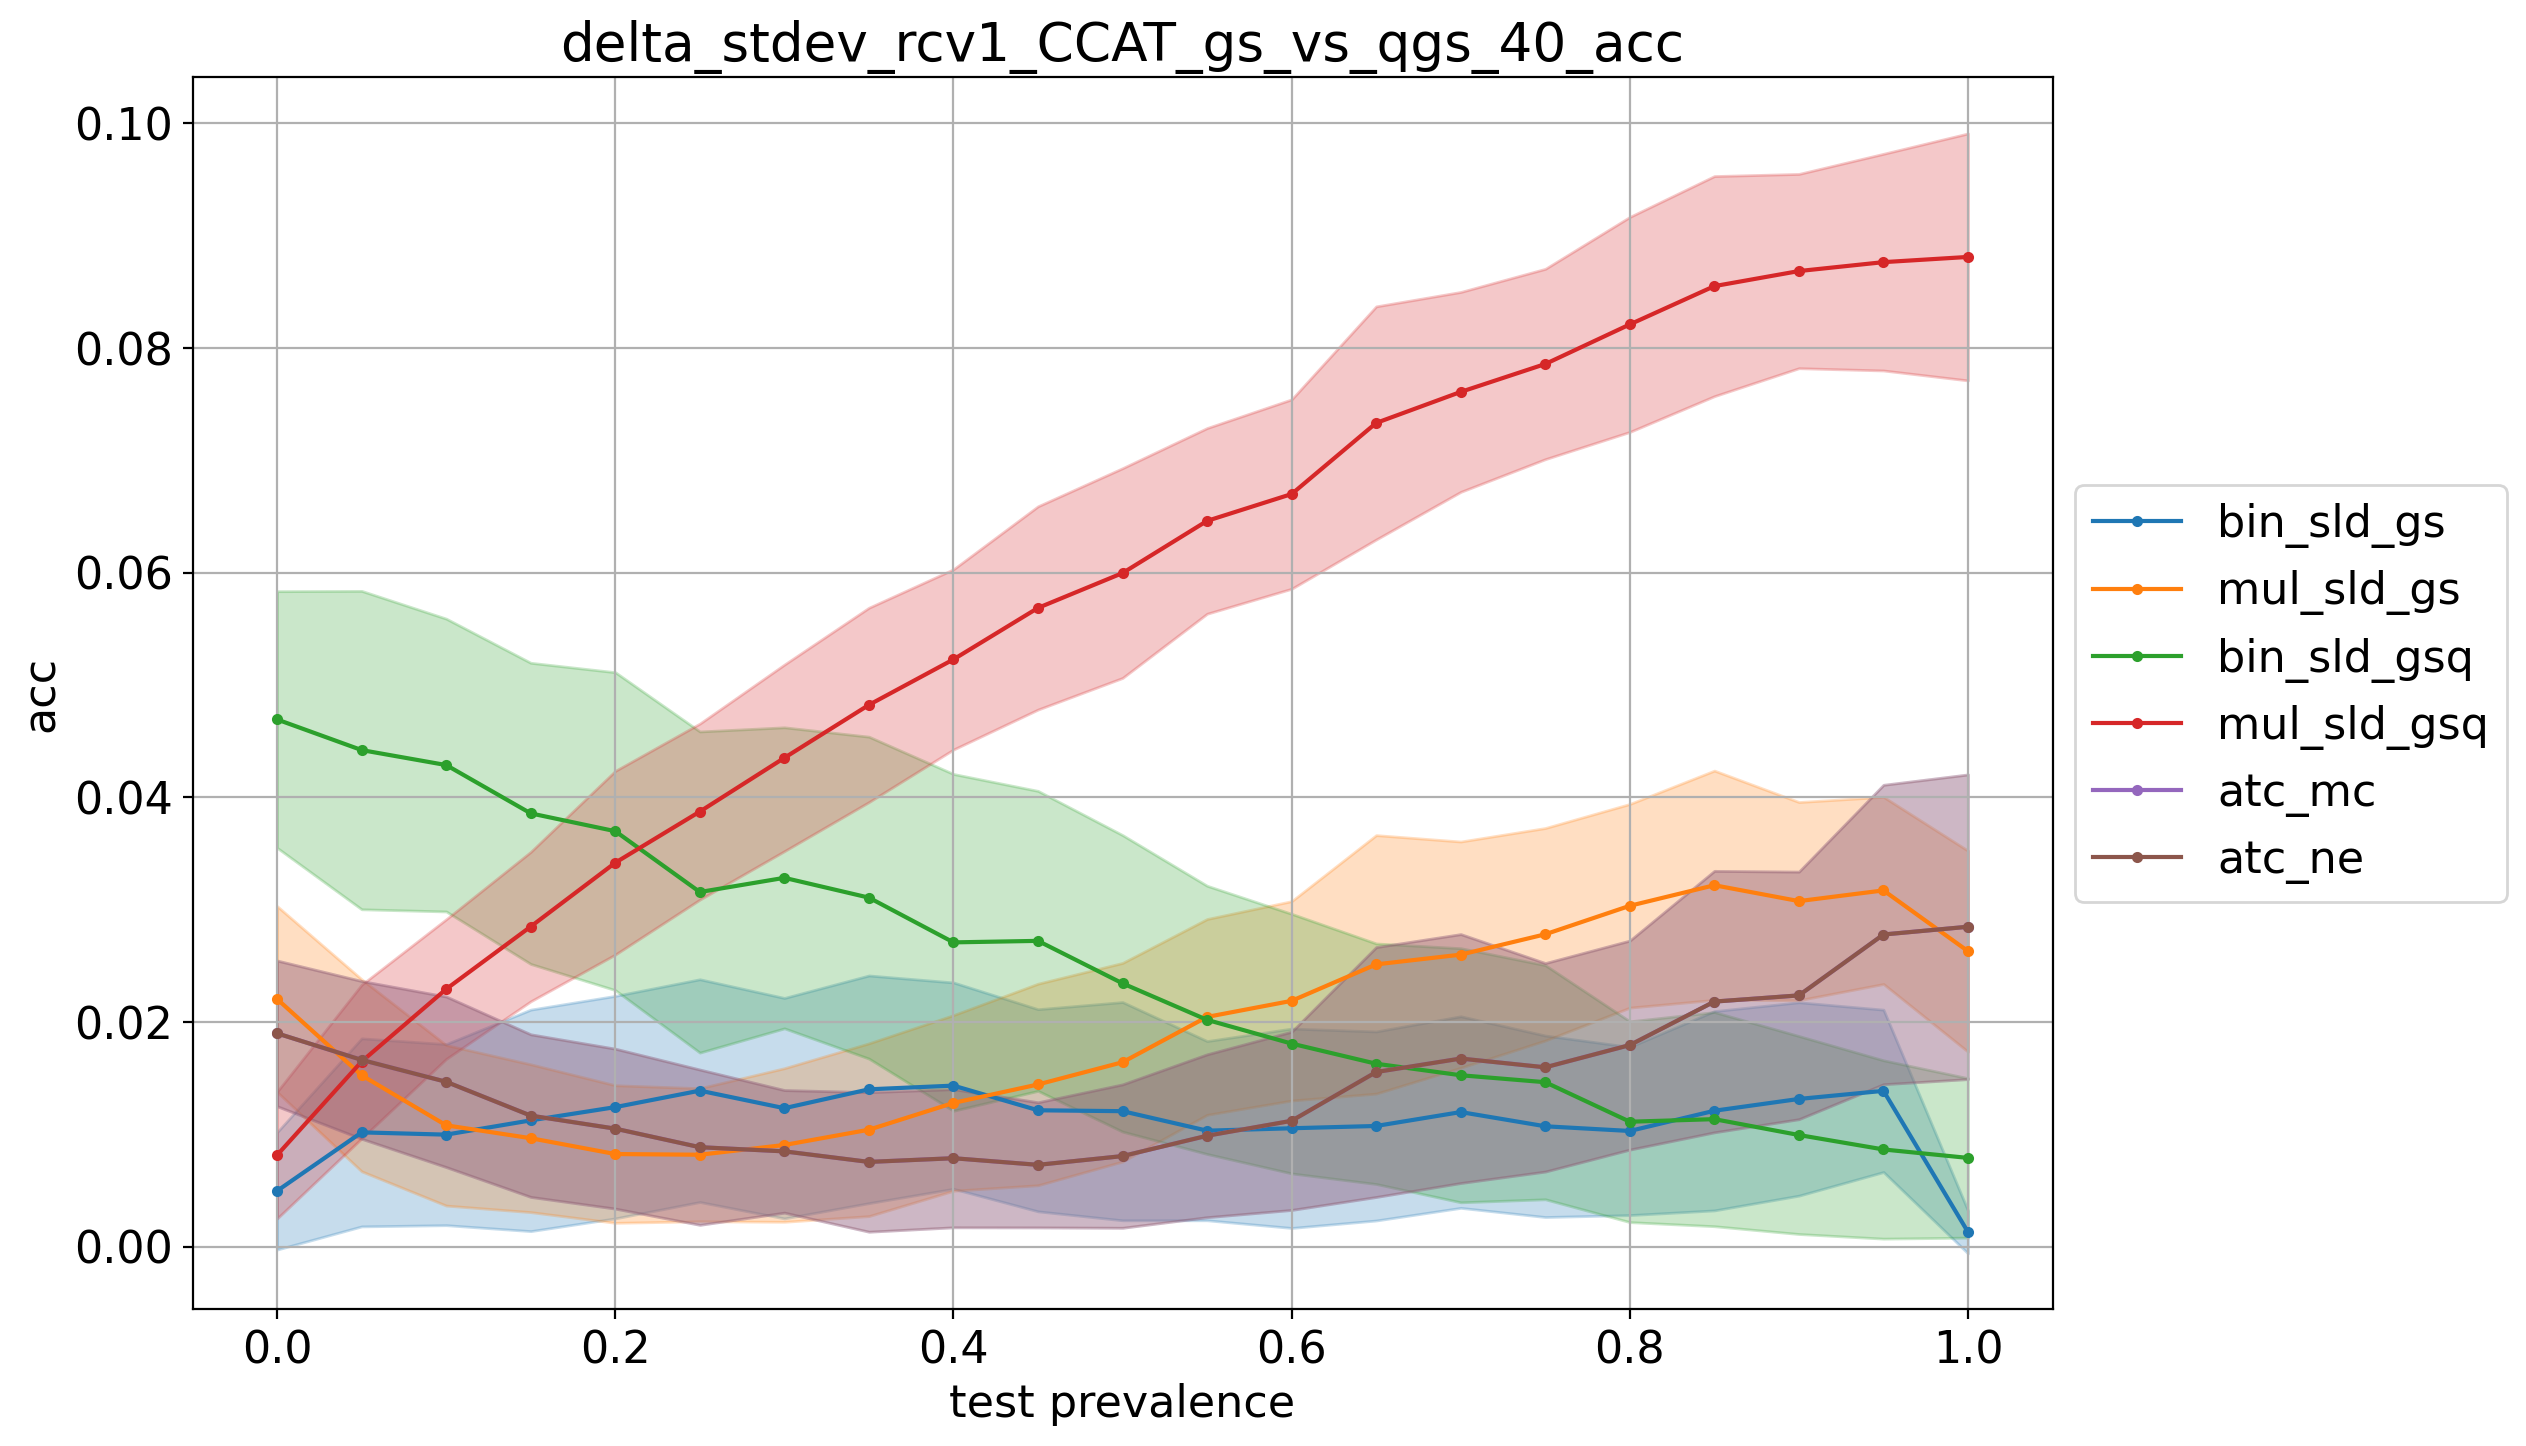 delta_stdev_rcv1_CCAT_gs_vs_qgs_40_acc
0.10
0.08
0.06
0.04
0.02
0.00
acc
0.0 0.2 0.4 0.6 0.8 1.0
test prevalence
bin_sld_gs
mul_sld_gs
bin_sld_gsq
mul_sld_gsq
atc_mc
atc_ne